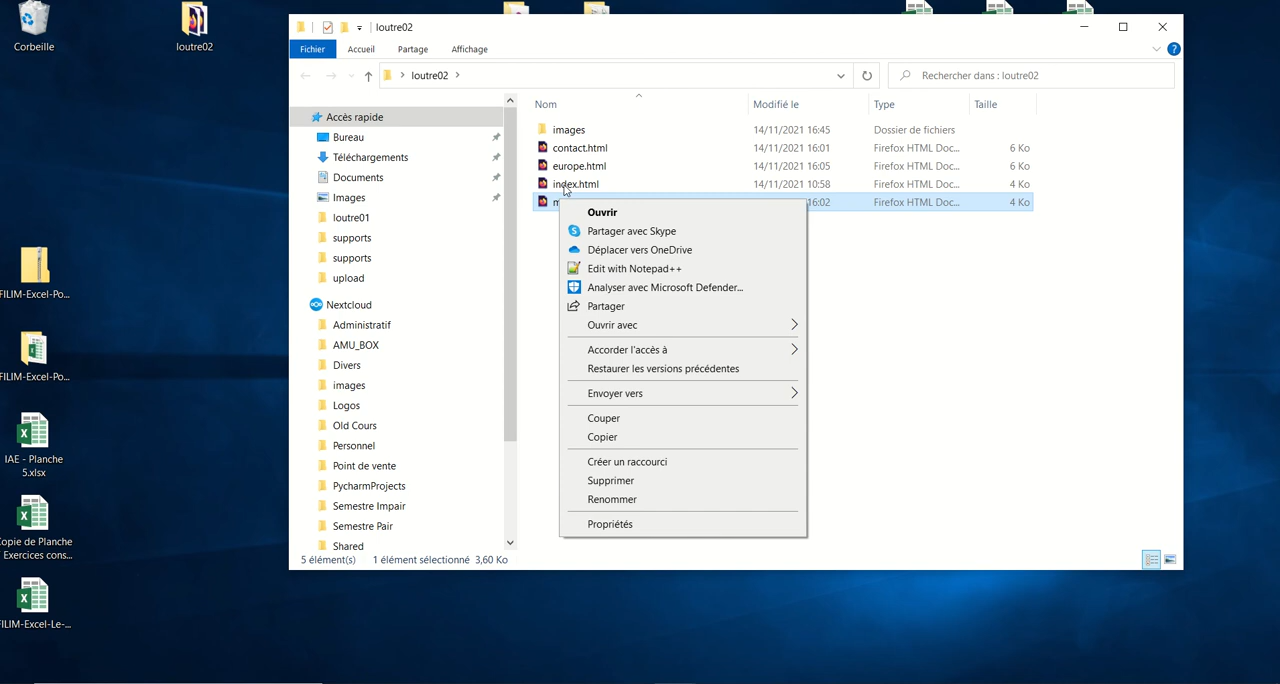 Corbeille
loutre02
FILIM-Excel-Po...
FILIM-Excel-Po...
IAE - Planche
5.xlsx
opie de Planche
Exercices cons...
FILIM-Excel-Le-...
loutre02
Fichier
Accueil
Partage
Affichage
loutre02
Rechercher dans : loutre02
Accès rapide
Bureau
Téléchargements
Documents
Images
loutre01
supports
supports
upload
Nextcloud
Administratif
AMU_BOX
Divers
images
Logos
Old Cours
Personnel
Point de vente
PycharmProjects
Semestre Impair
Semestre Pair
Shared
Nom Modifié le Type Taille
images 14/11/2021 16:45 Dossier de fichiers
contact.html 14/11/2021 16:01 Firefox HTML Doc... 6 Ko
europe.html 14/11/2021 16:05 Firefox HTML Doc... 6 Ko
index.html 14/11/2021 10:58 Firefox HTML Doc... 4 Ko
16:02 Firefox HTML Doc... 4 Ko
Ouvrir
Partager avec Skype
Déplacer vers OneDrive
Edit with Notepad++
Analyser avec Microsoft Defender...
Partager
Ouvrir avec
Accorder l'accès à
Restaurer les versions précédentes
Envoyer vers
Couper
Copier
Créer un raccourci
Supprimer
Renommer
Propriétés
5 élément(s) 1 élément sélectionné 3,60 Ko